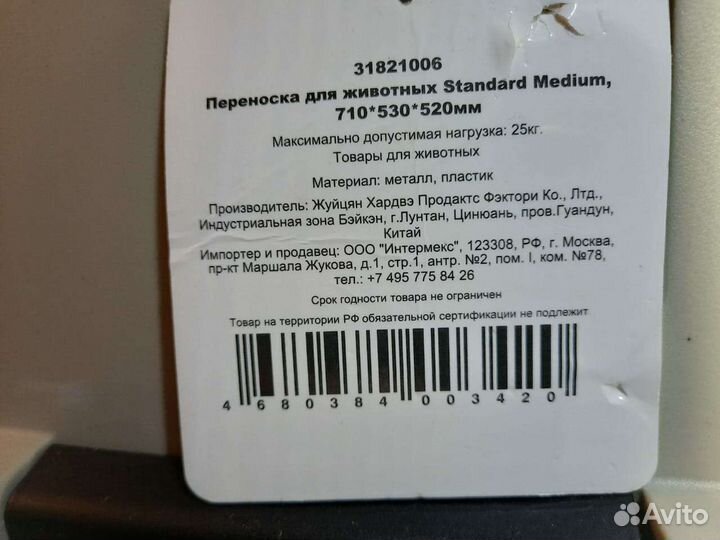 31821006
Переноска для животных Standard Medium,
710*530*520мм
Максимально допустимая нагрузка: 25кг.
Товары для животных
Материал: металл, пластик
Производитель: Жуйцян Хардвэ Продактс Фэктори Ко., Лтд.,
Индустриальная зона Бэйкэн, г.Лунтан, Цинюань, пров.Гуандун,
Китай
Импортер и продавец: ООО "Интермекс", 123308, РФ, г. Москва,
пр-кт Маршала Жукова, д.1, стр.1, антр. №2, пом. I, ком. №78,
тел.: +7 495 775 84 26
Срок годности товара не ограничен
Товар на территории РФ обязательной сертификации не подлежит
4680384003420
Avito